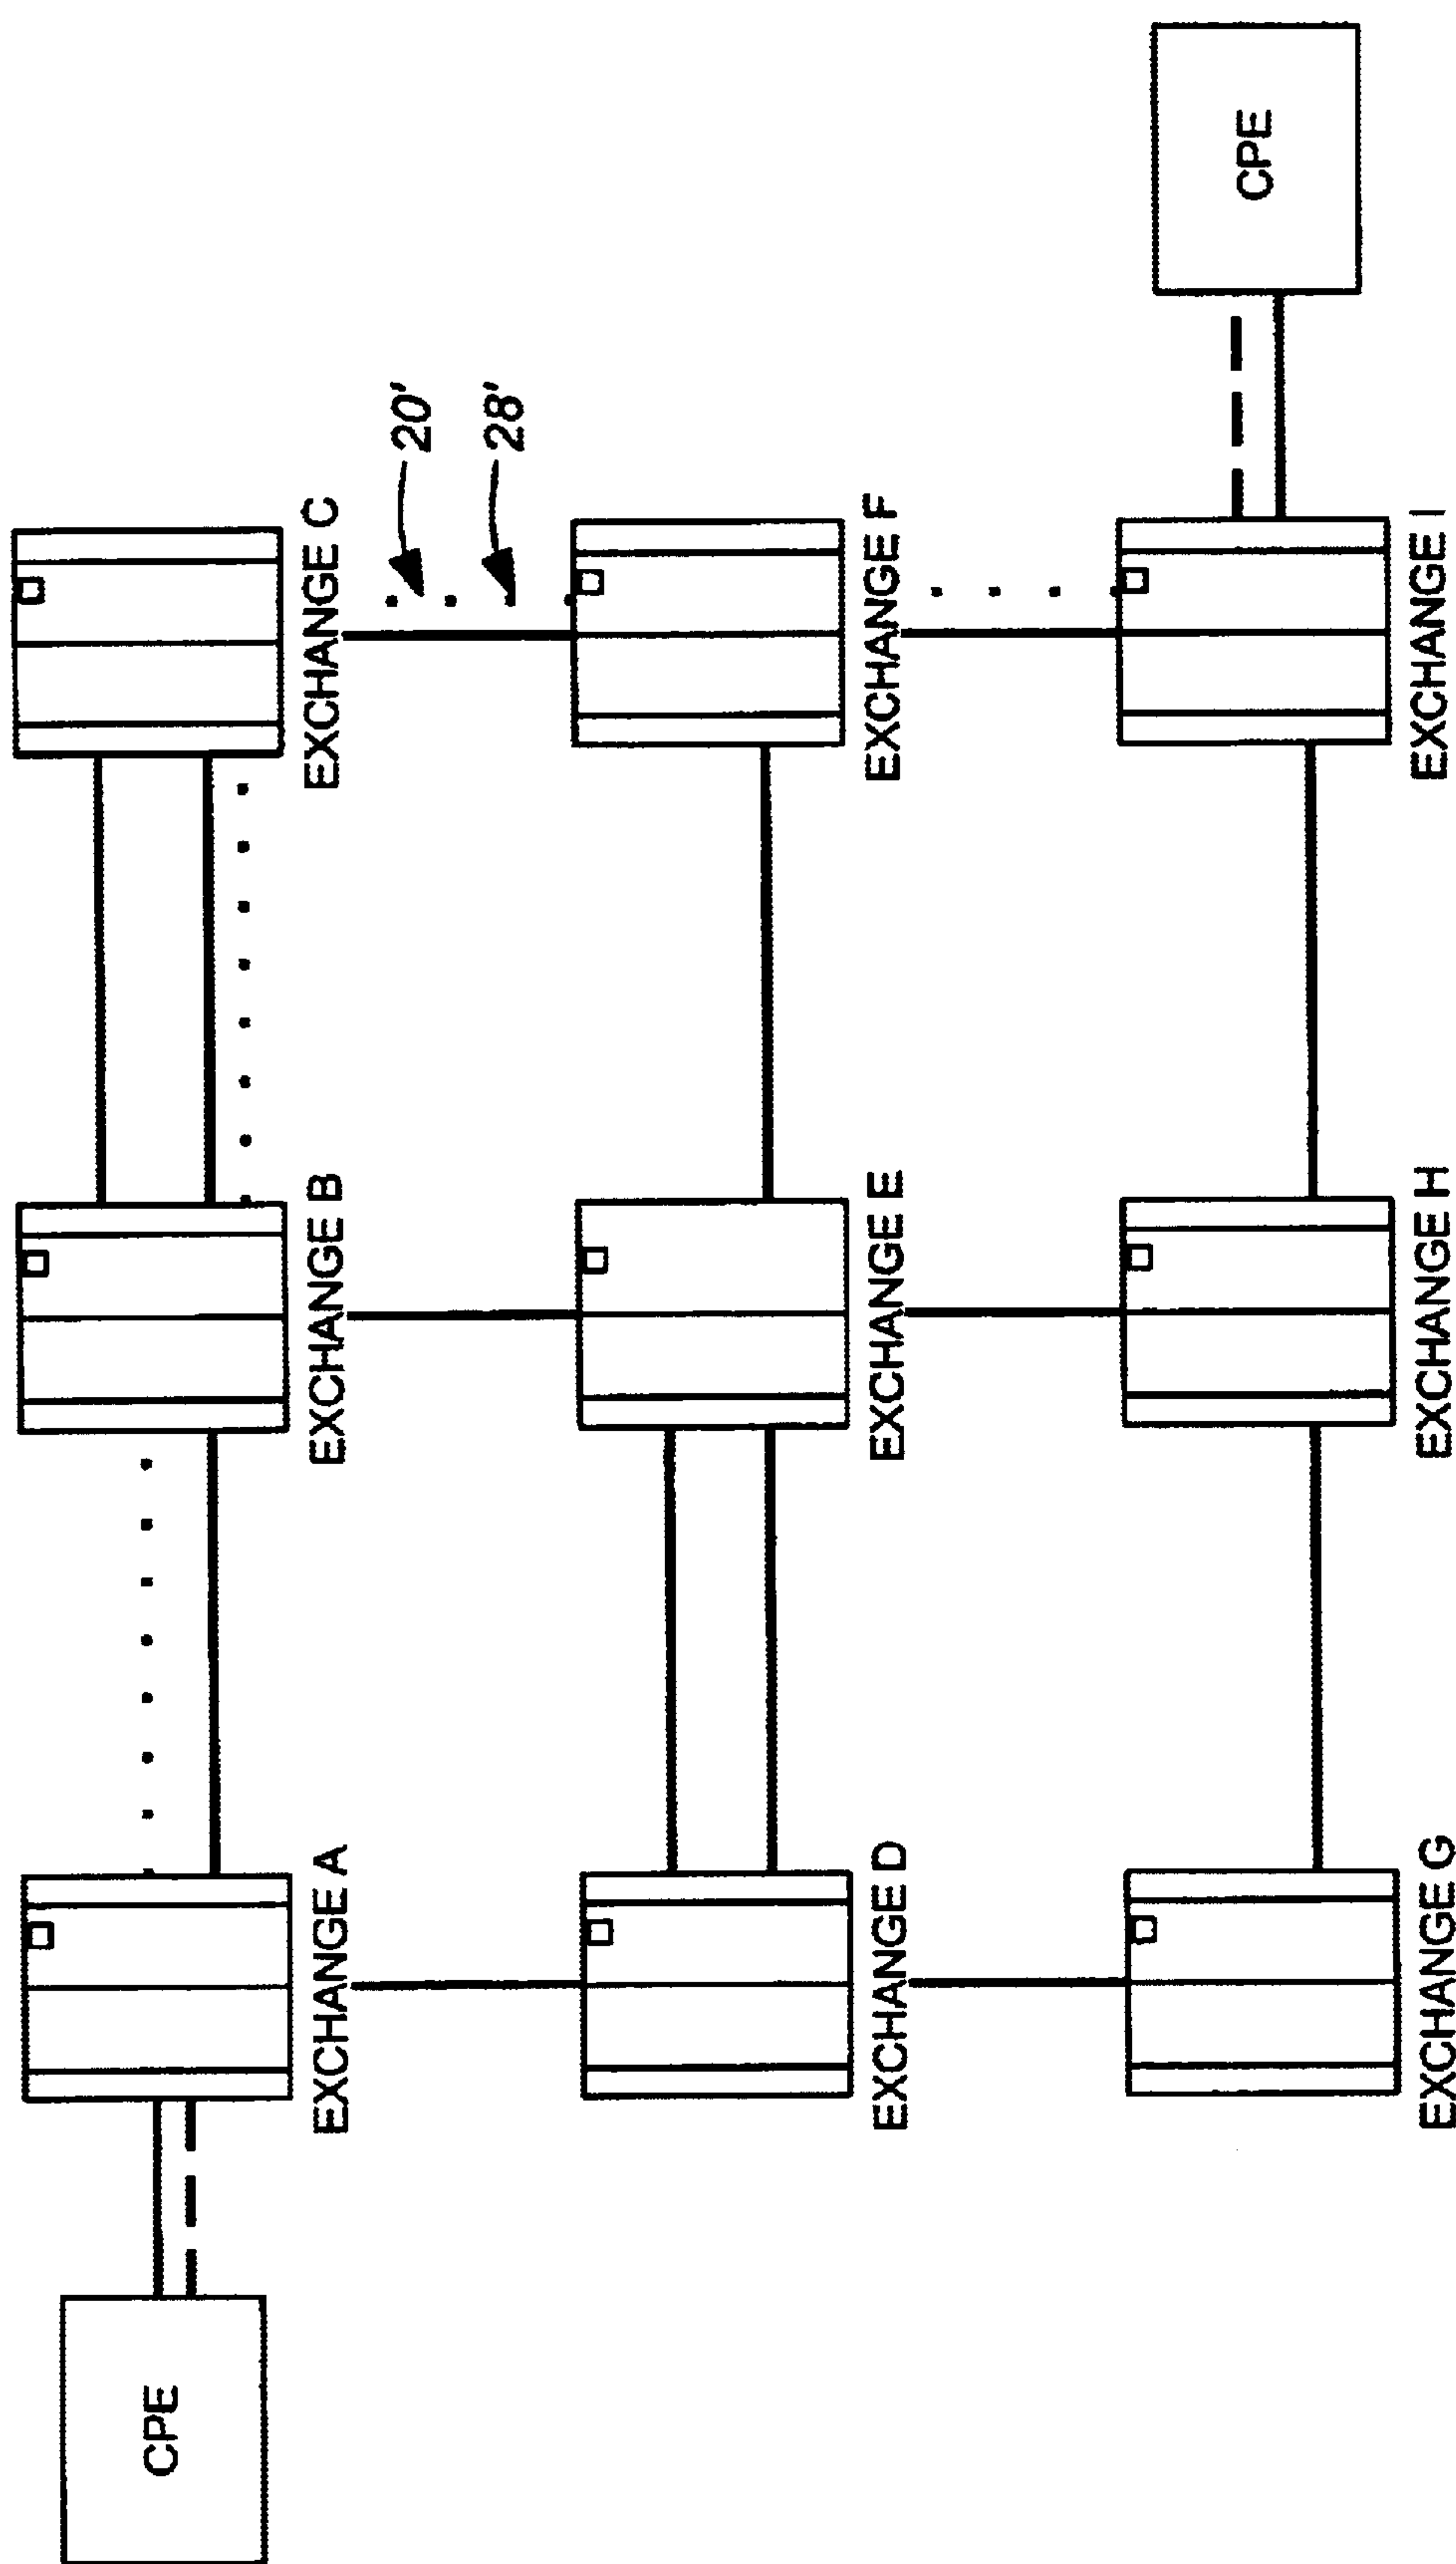 CPE
EXCHANGE A
EXCHANGE B
EXCHANGE C
20'
28'
EXCHANGE D
EXCHANGE E
EXCHANGE F
CPE
EXCHANGE G
EXCHANGE H
EXCHANGE I